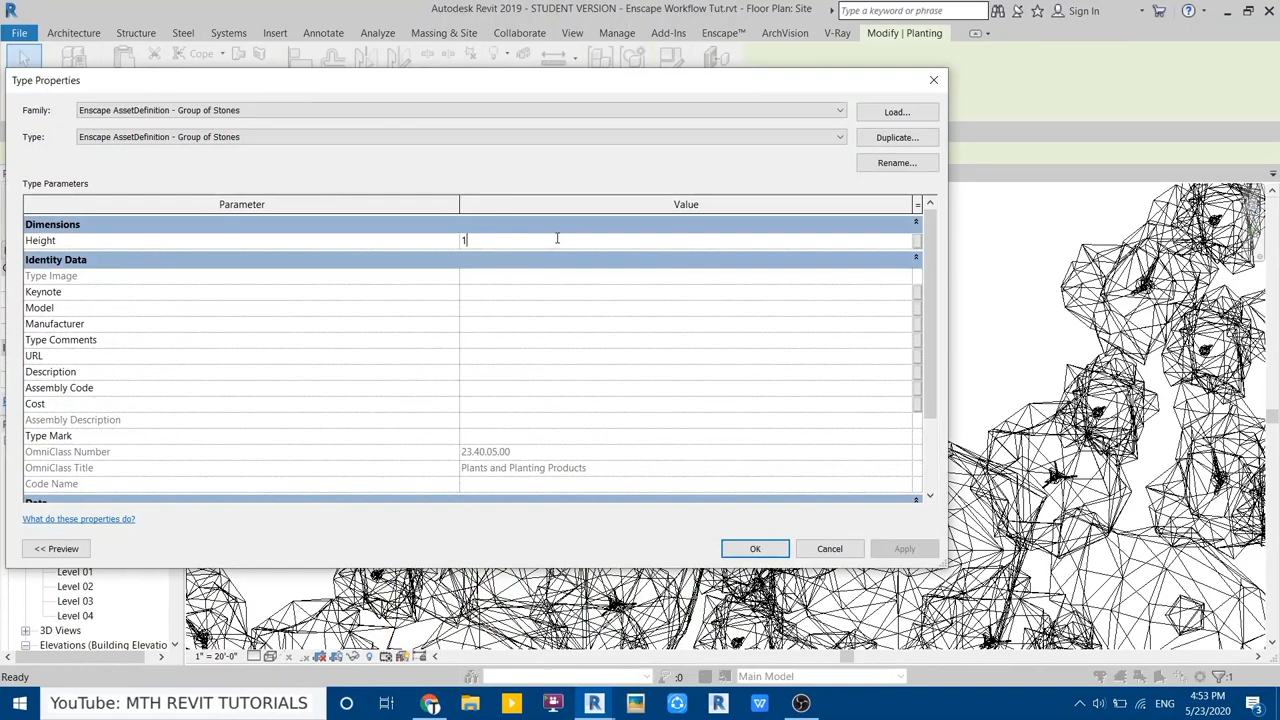 Autodesk Revit 2019 - STUDENT VERSION - Enscape Workflow Tut.rvt - Floor Plan: Site
Type a keyword or phrase
Sign In
File Architecture Structure Steel Systems Insert Annotate Analyze Massing & Site Collaborate View Manage Add-Ins Enscape™ ArchVision V-Ray Modify | Planting
Cope
Type Properties
Family: Enscape AssetDefinition - Group of Stones Load...
Type: Enscape AssetDefinition - Group of Stones Duplicate...
Rename...
Type Parameters
Parameter Value =
Dimensions
Height 1
Identity Data
Type Image
Keynote
Model
Manufacturer
Type Comments
URL
Description
Assembly Code
Cost
Assembly Description
Type Mark
OmniClass Number 23.40.05.00
OmniClass Title Plants and Planting Products
Code Name
What do these properties do?
<< Preview OK Cancel Apply
Level 01
Level 02
Level 03
Level 04
3D Views
Elevations (Building Elevatio
1" = 20'-0"
Ready :0 Main Model :1
YouTube: MTH REVIT TUTORIALS
ENG
4:53 PM
5/23/2020
3